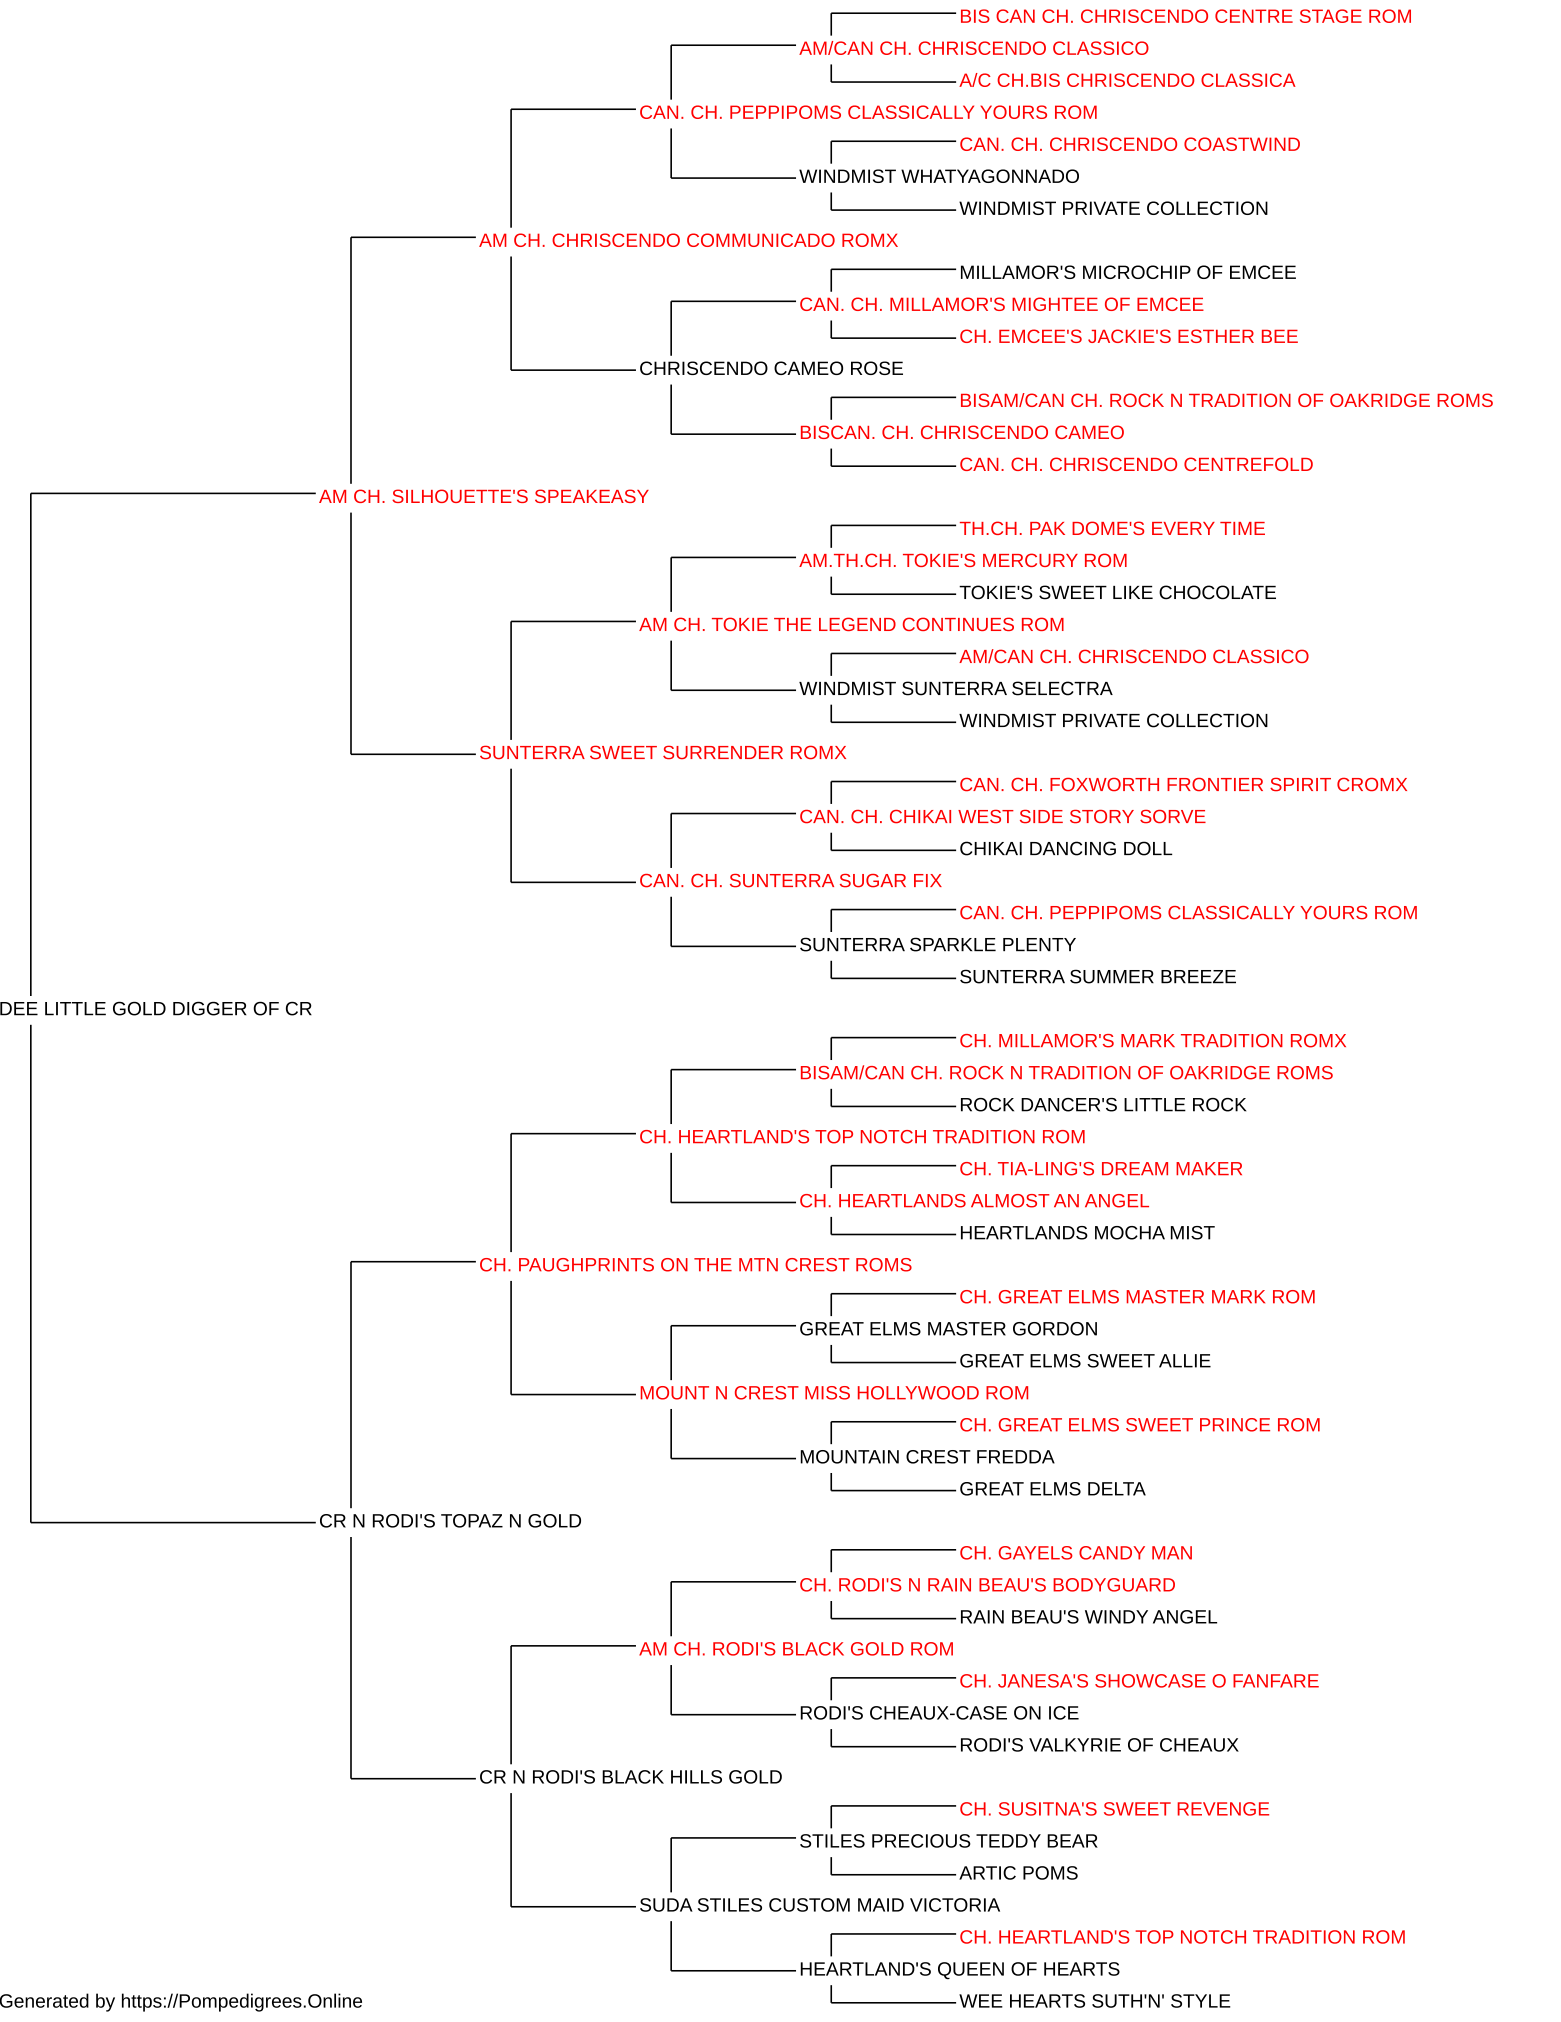 BIS CAN CH. CHRISCENDO CENTRE STAGE ROM
AM/CAN CH. CHRISCENDO CLASSICO
A/C CH.BIS CHRISCENDO CLASSICA
CAN. CH. PEPPIPOMS CLASSICALLY YOURS ROM
CAN. CH. CHRISCENDO COASTWIND
WINDMIST WHATYAGONNADO
WINDMIST PRIVATE COLLECTION
AM CH. CHRISCENDO COMMUNICADO ROMX
MILLAMOR'S MICROCHIP OF EMCEE
CAN. CH. MILLAMOR'S MIGHTEE OF EMCEE
CH. EMCEE'S JACKIE'S ESTHER BEE
CHRISCENDO CAMEO ROSE
BISAM/CAN CH. ROCK N TRADITION OF OAKRIDGE ROMS
BISCAN. CH. CHRISCENDO CAMEO
CAN. CH. CHRISCENDO CENTREFOLD
AM CH. SILHOUETTE'S SPEAKEASY
TH.CH. PAK DOME'S EVERY TIME
AM.TH.CH. TOKIE'S MERCURY ROM
TOKIE'S SWEET LIKE CHOCOLATE
AM CH. TOKIE THE LEGEND CONTINUES ROM
AM/CAN CH. CHRISCENDO CLASSICO
WINDMIST SUNTERRA SELECTRA
WINDMIST PRIVATE COLLECTION
SUNTERRA SWEET SURRENDER ROMX
CAN. CH. FOXWORTH FRONTIER SPIRIT CROMX
CAN. CH. CHIKAI WEST SIDE STORY SORVE
CHIKAI DANCING DOLL
CAN. CH. SUNTERRA SUGAR FIX
CAN. CH. PEPPIPOMS CLASSICALLY YOURS ROM
SUNTERRA SPARKLE PLENTY
SUNTERRA SUMMER BREEZE
DEE LITTLE GOLD DIGGER OF CR
CH. MILLAMOR'S MARK TRADITION ROMX
BISAM/CAN CH. ROCK N TRADITION OF OAKRIDGE ROMS
ROCK DANCER'S LITTLE ROCK
CH. HEARTLAND'S TOP NOTCH TRADITION ROM
CH. TIA-LING'S DREAM MAKER
CH. HEARTLANDS ALMOST AN ANGEL
HEARTLANDS MOCHA MIST
CH. PAUGHPRINTS ON THE MTN CREST ROMS
CH. GREAT ELMS MASTER MARK ROM
GREAT ELMS MASTER GORDON
GREAT ELMS SWEET ALLIE
MOUNT N CREST MISS HOLLYWOOD ROM
CH. GREAT ELMS SWEET PRINCE ROM
MOUNTAIN CREST FREDDA
GREAT ELMS DELTA
CR N RODI'S TOPAZ N GOLD
CH. GAYELS CANDY MAN
CH. RODI'S N RAIN BEAU'S BODYGUARD
RAIN BEAU'S WINDY ANGEL
AM CH. RODI'S BLACK GOLD ROM
CH. JANESA'S SHOWCASE O FANFARE
RODI'S CHEAUX-CASE ON ICE
RODI'S VALKYRIE OF CHEAUX
CR N RODI'S BLACK HILLS GOLD
CH. SUSITNA'S SWEET REVENGE
STILES PRECIOUS TEDDY BEAR
ARTIC POMS
SUDA STILES CUSTOM MAID VICTORIA
CH. HEARTLAND'S TOP NOTCH TRADITION ROM
HEARTLAND'S QUEEN OF HEARTS
WEE HEARTS SUTH'N' STYLE
Generated by https://Pompedigrees.Online